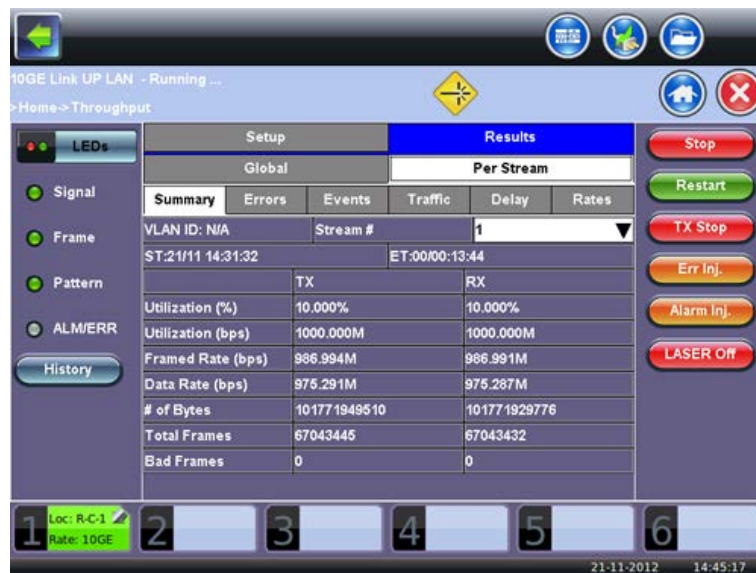 10GE Link UP LAN - Running ...
>Home->Throughput
LEDs
Signal
Frame
Pattern
ALM/ERR
History
Setup Results
Global Per Stream
Summary Errors Events Traffic Delay Rates
VLAN ID: N/A Stream # 1
ST:21/11 14:31:32 ET:00/00:13:44
TX RX
Utilization (%) 10.000% 10.000%
Utilization (bps) 1000.000M 1000.000M
Framed Rate (bps) 986.994M 986.991M
Data Rate (bps) 975.291M 975.287M
# of Bytes 101771949510 101771929776
Total Frames 67043445 67043432
Bad Frames 0 0
Stop
Restart
TX Stop
Err Inj.
Alarm Inj.
LASER Off
1 Loc: R-C-1
Rate: 10GE
2 3 4 5 6
21-11-2012 14:45:17